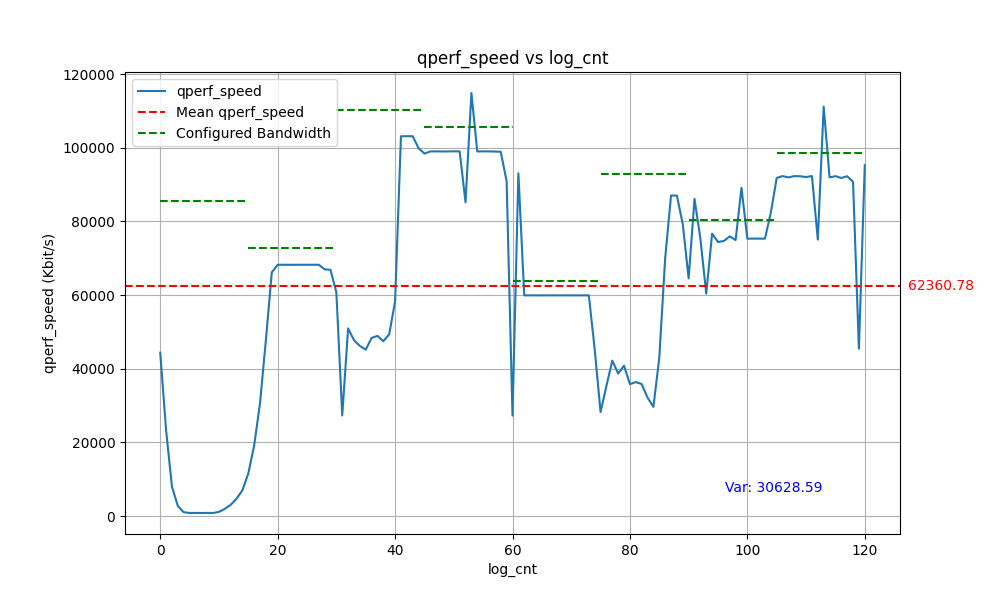 qperf_speed vs log_cnt
qperf_speed
Mean qperf_speed
Configured Bandwidth
qperf_speed (Kbit/s)
120000
100000
80000
60000
40000
20000
0
62360.78
Var: 30628.59
0 20 40 60 80 100 120
log_cnt